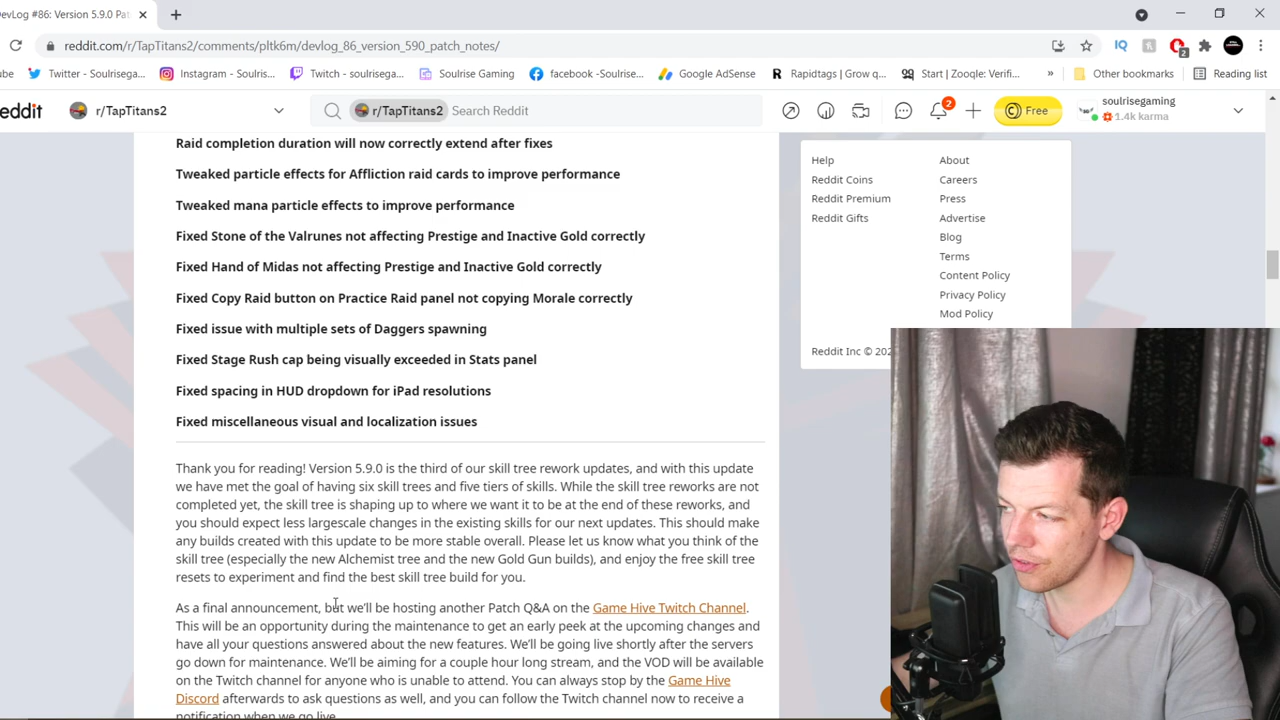 DevLog #86: Version 5.9.0 Pat
reddit.com/r/TapTitans2/comments/pltk6m/devlog_86_version_590_patch_notes/
Twitter - Soulrisega...
Instagram - Soulris...
Twitch - soulrisega...
Soulrise Gaming
facebook -Soulrise...
Google AdSense
Rapidtags | Grow q...
Start | Zooqle: Verifi...
»
Other bookmarks
Reading list
reddit
r/TapTitans2
r/TapTitans2
Search Reddit
2
Free
soulrisegaming
1.4k karma
Raid completion duration will now correctly extend after fixes
Tweaked particle effects for Affliction raid cards to improve performance
Tweaked mana particle effects to improve performance
Fixed Stone of the Valrunes not affecting Prestige and Inactive Gold correctly
Fixed Hand of Midas not affecting Prestige and Inactive Gold correctly
Fixed Copy Raid button on Practice Raid panel not copying Morale correctly
Fixed issue with multiple sets of Daggers spawning
Fixed Stage Rush cap being visually exceeded in Stats panel
Fixed spacing in HUD dropdown for iPad resolutions
Fixed miscellaneous visual and localization issues
Thank you for reading! Version 5.9.0 is the third of our skill tree rework updates, and with this update
we have met the goal of having six skill trees and five tiers of skills. While the skill tree reworks are not
completed yet, the skill tree is shaping up to where we want it to be at the end of these reworks, and
you should expect less largescale changes in the existing skills for our next updates. This should make
any builds created with this update to be more stable overall. Please let us know what you think of the
skill tree (especially the new Alchemist tree and the new Gold Gun builds), and enjoy the free skill tree
resets to experiment and find the best skill tree build for you.
As a final announcement, but we'll be hosting another Patch Q&A on the Game Hive Twitch Channel.
This will be an opportunity during the maintenance to get an early peek at the upcoming changes and
have all your questions answered about the new features. We'll be going live shortly after the servers
go down for maintenance. We'll be aiming for a couple hour long stream, and the VOD will be available
on the Twitch channel for anyone who is unable to attend. You can always stop by the Game Hive
Discord afterwards to ask questions as well, and you can follow the Twitch channel now to receive a
notification when we go live.
Help
About
Reddit Coins
Careers
Reddit Premium
Press
Reddit Gifts
Advertise
Blog
Terms
Content Policy
Privacy Policy
Mod Policy
Reddit Inc © 202